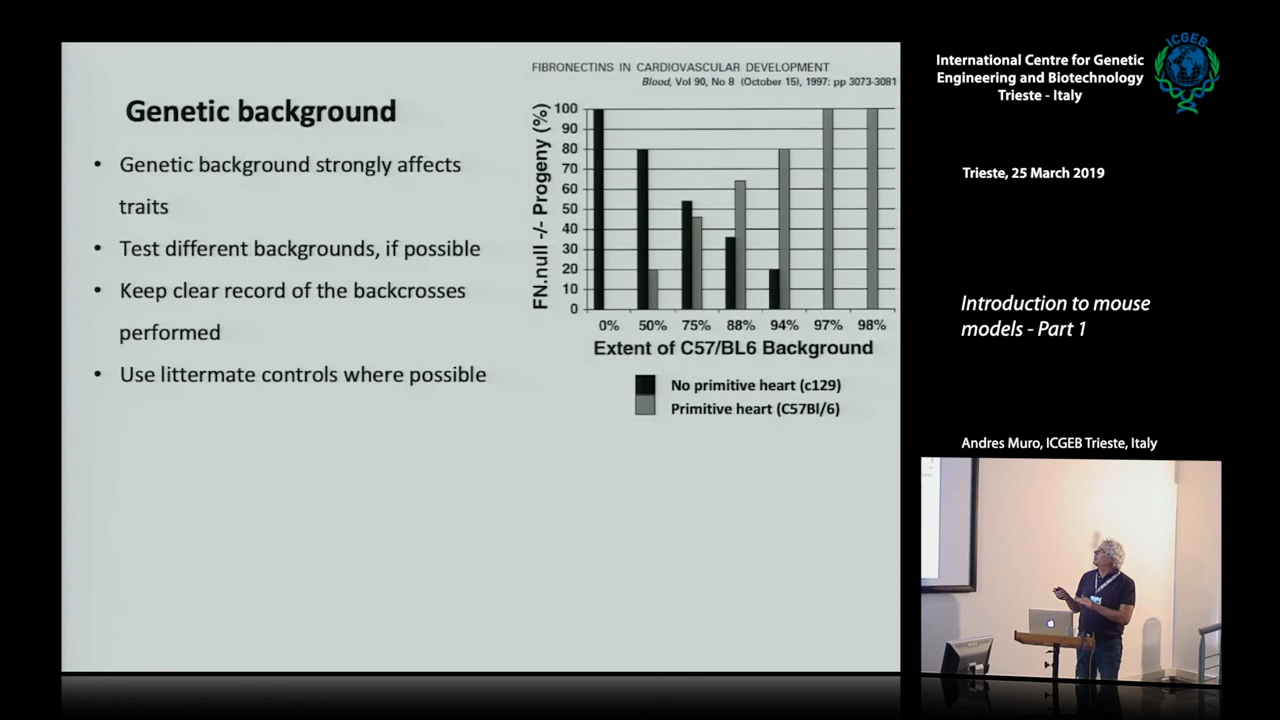 Genetic background
• Genetic background strongly affects
traits
• Test different backgrounds, if possible
• Keep clear record of the backcrosses
performed
• Use littermate controls where possible
FIBRONECTINS IN CARDIOVASCULAR DEVELOPMENT
Blood, Vol 90, No 8 (October 15), 1997: pp 3073-3081
FN.null -/- Progeny (%)
100
90
80
70
60
50
40
30
20
10
0
0% 50% 75% 88% 94% 97% 98%
Extent of C57/BL6 Background
No primitive heart (c129)
Primitive heart (C57Bl/6)
International Centre for Genetic
Engineering and Biotechnology
Trieste - Italy
ICGEB
Trieste, 25 March 2019
Introduction to mouse
models - Part 1
Andres Muro, ICGEB Trieste, Italy